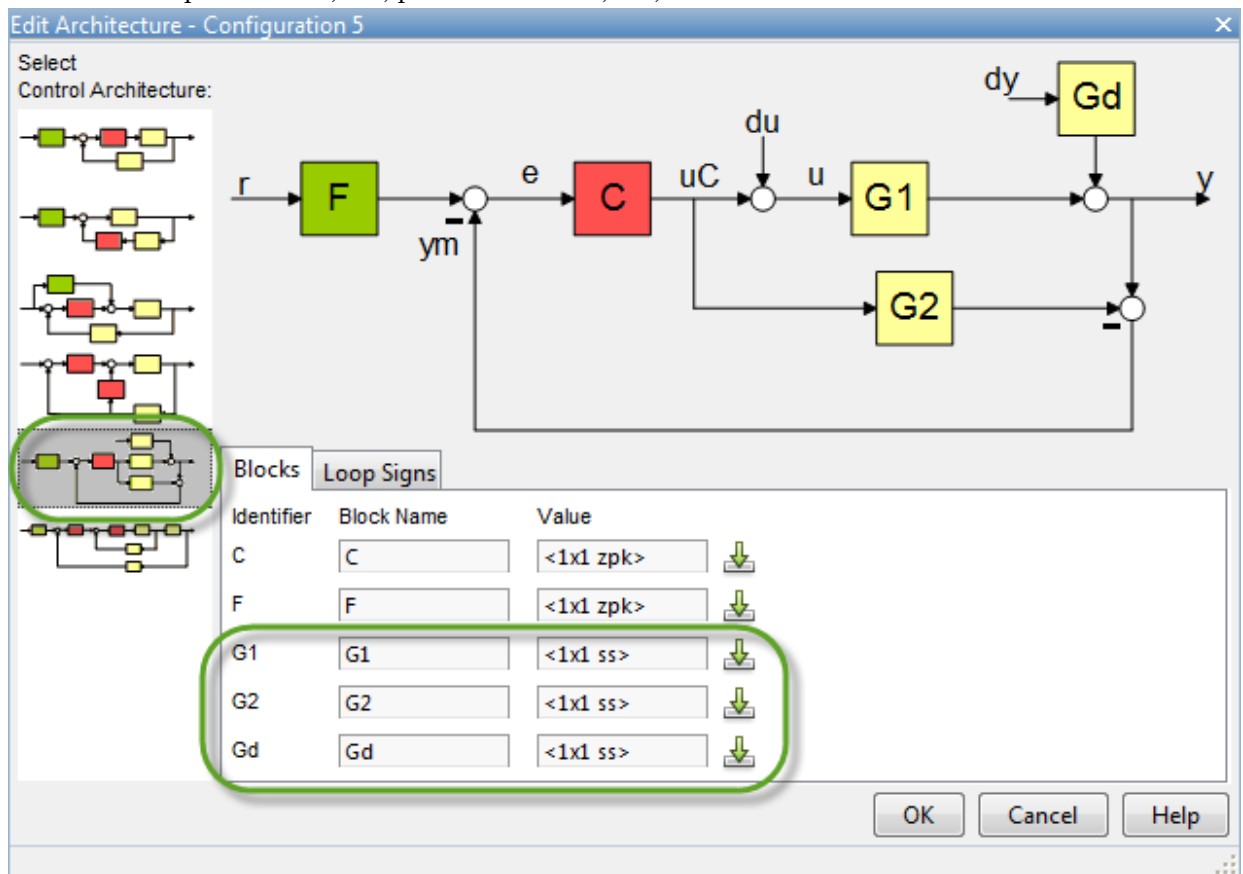 Edit Architecture - Configuration 5
Select
Control Architecture:
dy
Gd
du
r
F
e
C
uC
u
G1
y
ym
G2
Blocks
Loop Signs
Identifier Block Name Value
C C <1x1 zpk>
F F <1x1 zpk>
G1 G1 <1x1 ss>
G2 G2 <1x1 ss>
Gd Gd <1x1 ss>
OK Cancel Help